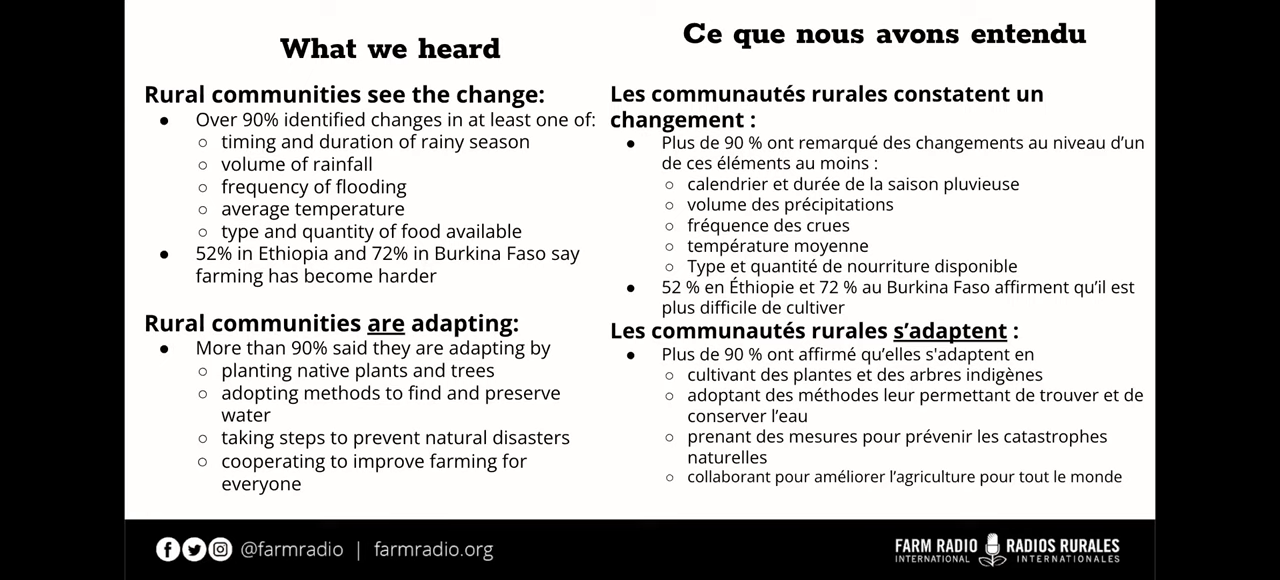 What we heard
Rural communities see the change:
● Over 90% identified changes in at least one of:
○ timing and duration of rainy season
○ volume of rainfall
○ frequency of flooding
○ average temperature
○ type and quantity of food available
● 52% in Ethiopia and 72% in Burkina Faso say
farming has become harder
Rural communities are adapting:
● More than 90% said they are adapting by
○ planting native plants and trees
○ adopting methods to find and preserve
water
○ taking steps to prevent natural disasters
○ cooperating to improve farming for
everyone
Ce que nous avons entendu
Les communautés rurales constatent un
changement :
● Plus de 90 % ont remarqué des changements au niveau d’un
de ces éléments au moins :
○ calendrier et durée de la saison pluvieuse
○ volume des précipitations
○ fréquence des crues
○ température moyenne
○ Type et quantité de nourriture disponible
● 52 % en Éthiopie et 72 % au Burkina Faso affirment qu’il est
plus difficile de cultiver
Les communautés rurales s’adaptent :
● Plus de 90 % ont affirmé qu’elles s'adaptent en
○ cultivant des plantes et des arbres indigènes
○ adoptant des méthodes leur permettant de trouver et de
conserver l’eau
○ prenant des mesures pour prévenir les catastrophes
naturelles
○ collaborant pour améliorer l’agriculture pour tout le monde
@farmradio | farmradio.org
FARM RADIO INTERNATIONAL
RADIOS RURALES INTERNATIONALES